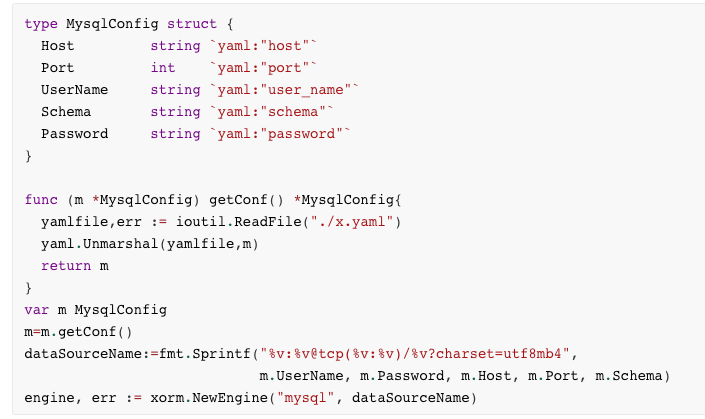 type MysqlConfig struct {
  Host         string `yaml:"host"`
  Port         int    `yaml:"port"`
  UserName     string `yaml:"user_name"`
  Schema       string `yaml:"schema"`
  Password     string `yaml:"password"`
}

func (m *MysqlConfig) getConf() *MysqlConfig{
  yamlfile,err := ioutil.ReadFile("./x.yaml")
  yaml.Unmarshal(yamlfile,m)
  return m
}
var m MysqlConfig
m=m.getConf()
dataSourceName:=fmt.Sprintf("%v:%v@tcp(%v:%v)/%v?charset=utf8mb4",
                            m.UserName, m.Password, m.Host, m.Port, m.Schema)
engine, err := xorm.NewEngine("mysql", dataSourceName)